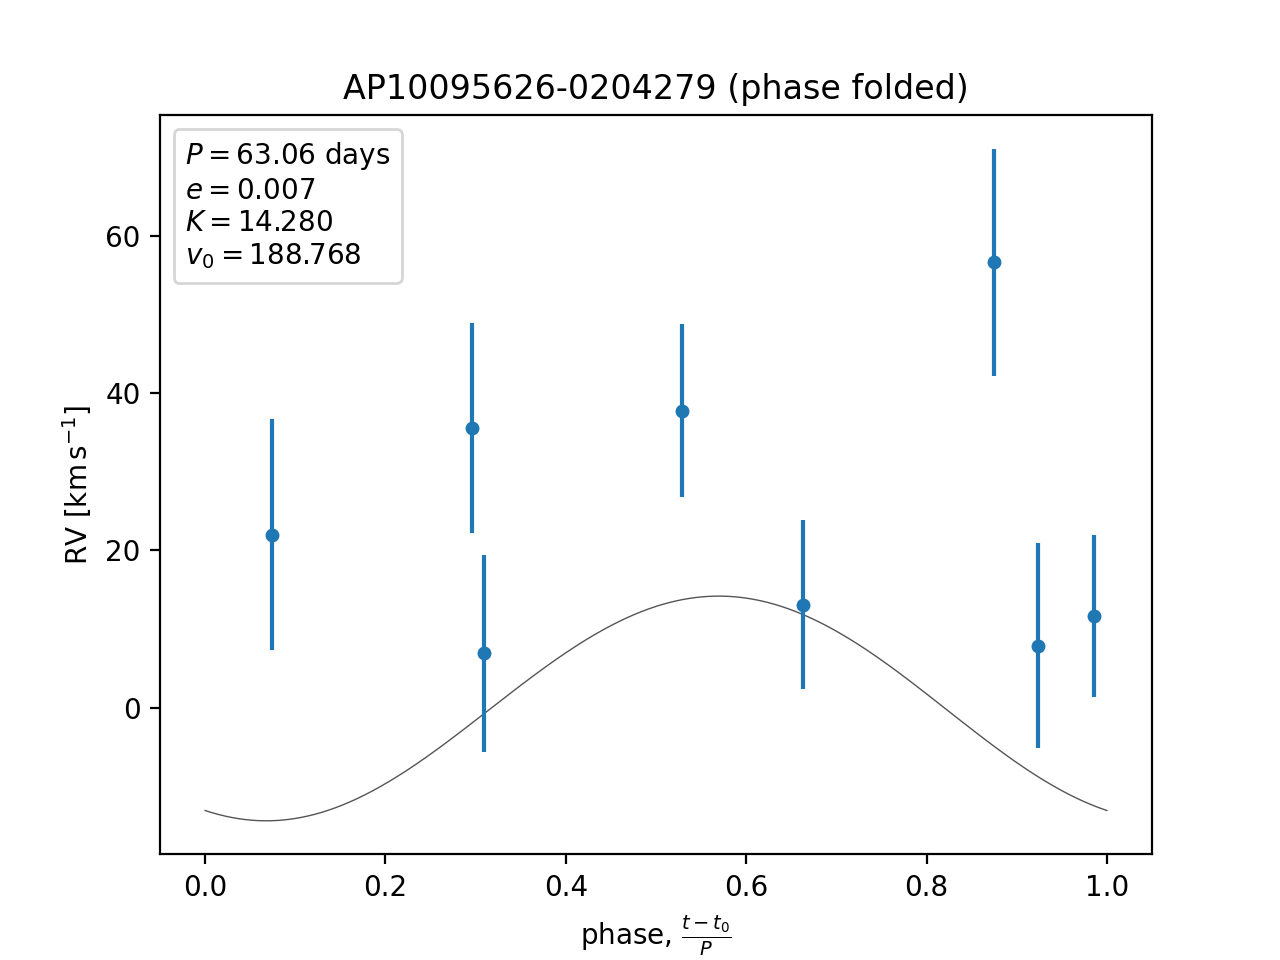 AP10095626-0204279 (phase folded)
P = 63.06 days
e = 0.007
K = 14.280
v₀ = 188.768
60
40
20
0
RV [km s⁻¹]
0.0 0.2 0.4 0.6 0.8 1.0
phase, (t − t₀)/P